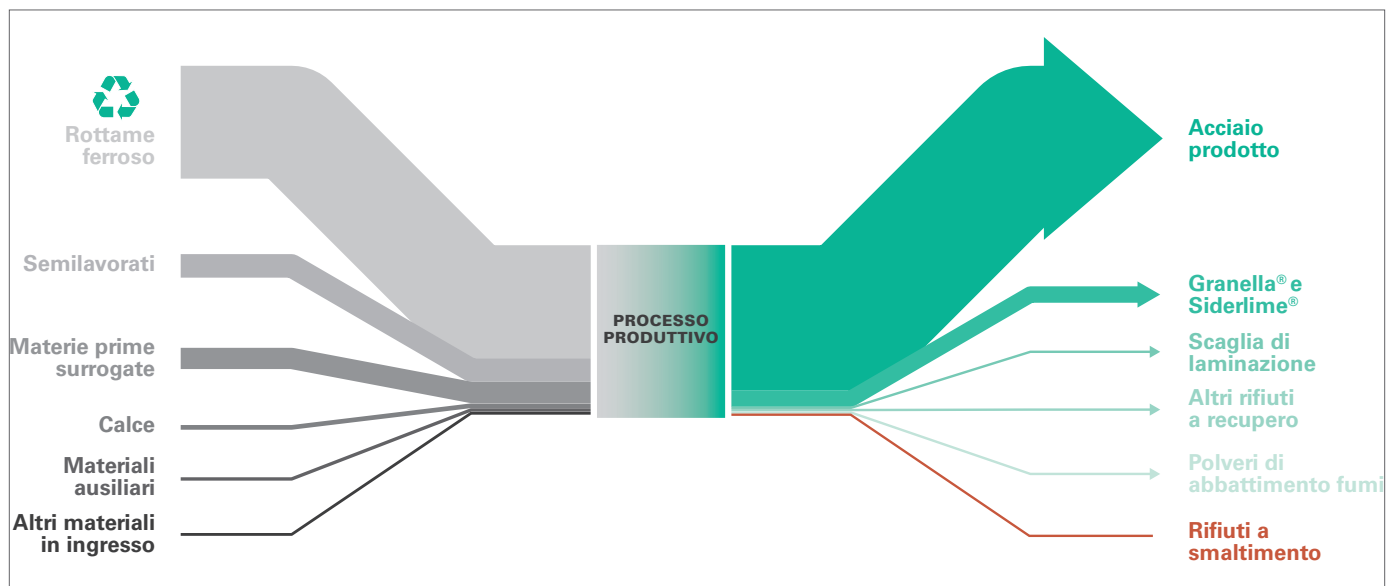 Rottame
ferroso
Semilavorati
Materie prime
surrogate
Calce
Materiali
ausiliari
Altri materiali
in ingresso
PROCESSO
PRODUTTIVO
Acciaio
prodotto
Granella® e
Siderlime®
Scaglia di
laminazione
Altri rifiuti
a recupero
Polveri di
abbattimento fumi
Rifiuti a
smaltimento